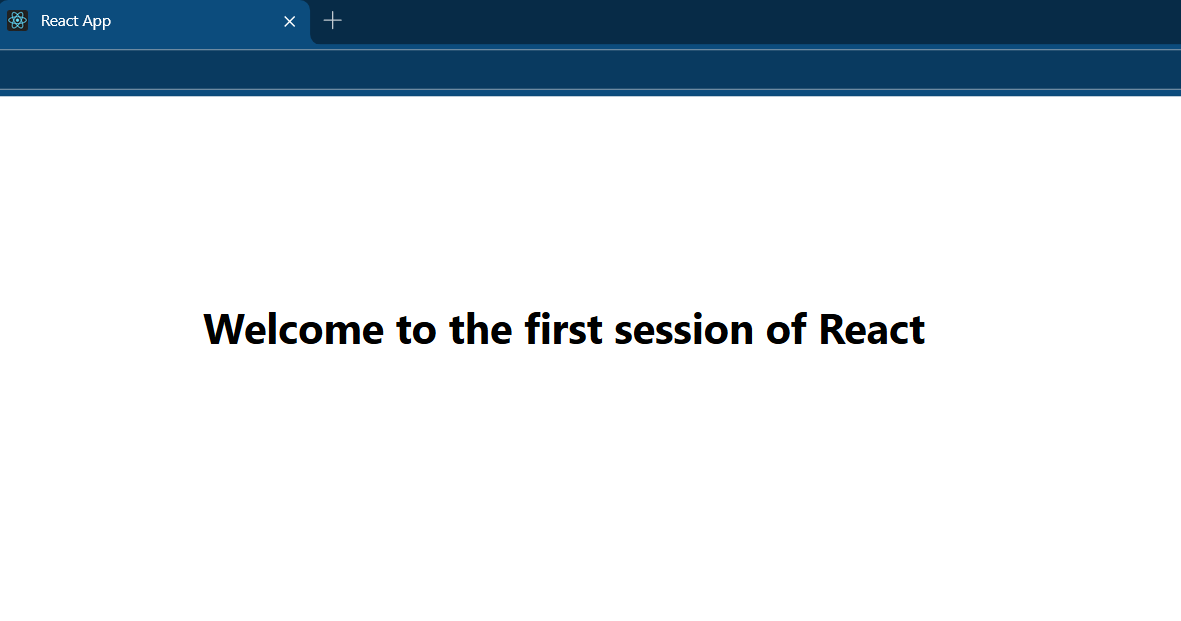 React App
Welcome to the first session of React